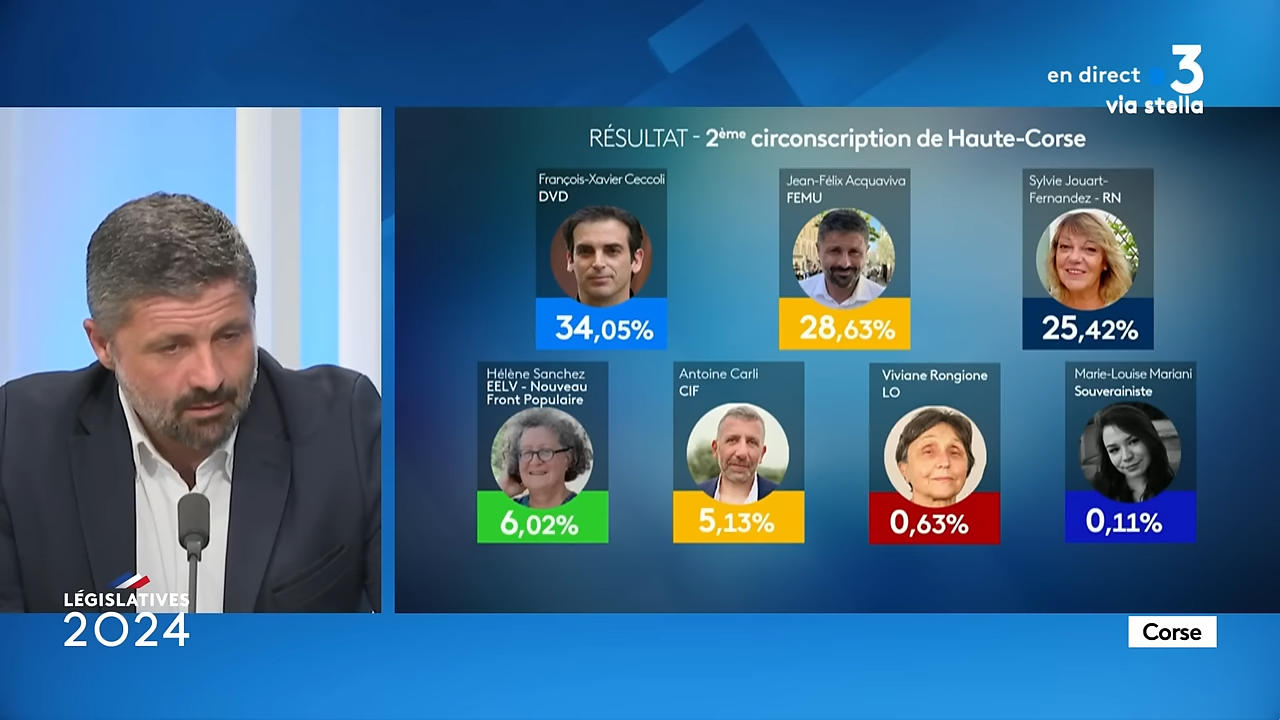 en direct 3
via stella
RÉSULTAT - 2ème circonscription de Haute-Corse
François-Xavier Ceccoli
DVD
34,05%
Jean-Félix Acquaviva
FEMU
28,63%
Sylvie Jouart-
Fernandez - RN
25,42%
Hélène Sanchez
EELV - Nouveau
Front Populaire
6,02%
Antoine Carli
CIF
5,13%
Viviane Rongione
LO
0,63%
Marie-Louise Mariani
Souverainiste
0,11%
LÉGISLATIVES
2024
Corse